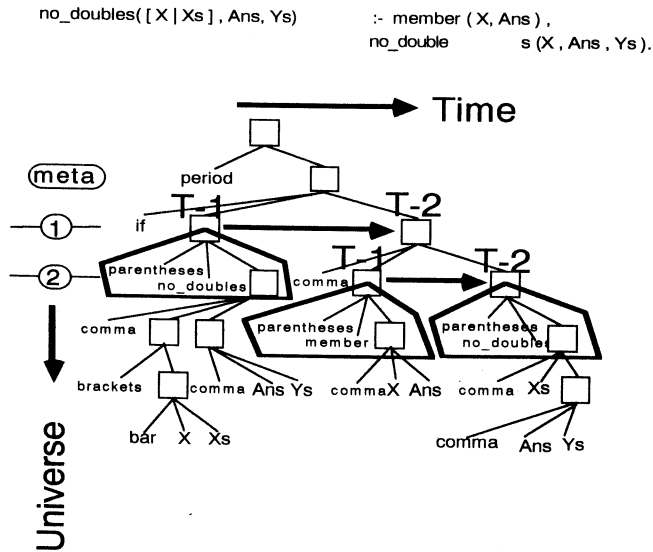 no_doubles([X|Xs], Ans, Ys) :- member (X, Ans),
no_double s (X, Ans, Ys).
Time
period
meta
T-1 T-2
1 if
T-1 T-2
2 parentheses comma
no_doubles
comma parentheses parentheses
member no_doubles
brackets comma Ans Ys comma X Ans comma Xs
bar X Xs comma Ans Ys
Universe